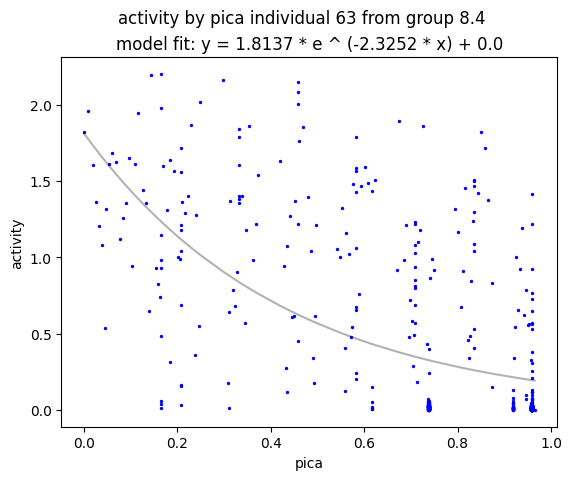 activity by pica individual 63 from group 8.4
model fit: y = 1.8137 * e ^ (-2.3252 * x) + 0.0
2.0
1.5
1.0
0.5
0.0
activity
0.0 0.2 0.4 0.6 0.8 1.0
pica